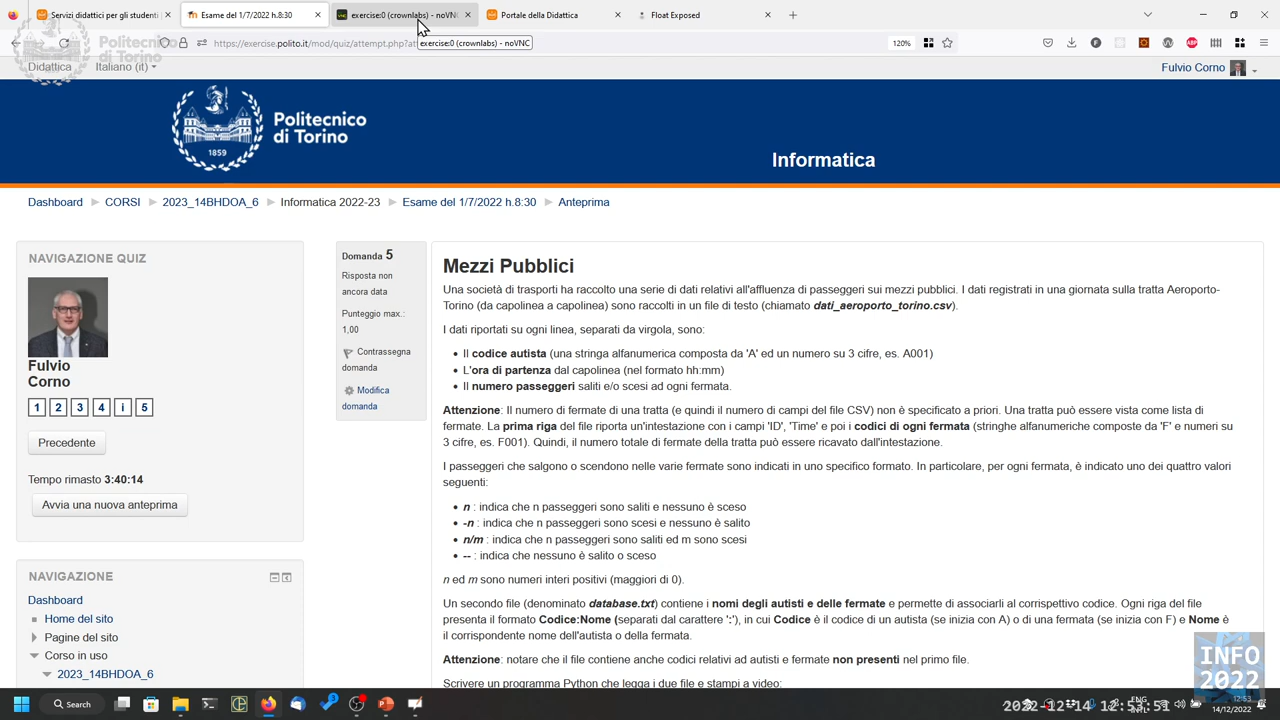 Servizi didattici per gli studenti
Esame del 1/7/2022 h.8:30
exercise:0 (crownlabs) - noVNC
Portale della Didattica
Float Exposed
https://exercise.polito.it/mod/quiz/attempt.php?at
exercise:0 (crownlabs) - noVNC
120%
Politecnico
di Torino
Didattica
Italiano (it)
Fulvio Corno
1859
Politecnico
di Torino
Informatica
Dashboard
CORSI
2023_14BHDOA_6
Informatica 2022-23
Esame del 1/7/2022 h.8:30
Anteprima
NAVIGAZIONE QUIZ
Fulvio
Corno
1 2 3 4 i 5
Precedente
Tempo rimasto 3:40:14
Avvia una nuova anteprima
NAVIGAZIONE
Dashboard
Home del sito
Pagine del sito
Corso in uso
2023_14BHDOA_6
Domanda 5
Risposta non
ancora data
Punteggio max.:
1,00
Contrassegna
domanda
Modifica
domanda
Mezzi Pubblici
Una società di trasporti ha raccolto una serie di dati relativi all'affluenza di passeggeri sui mezzi pubblici. I dati registrati in una giornata sulla tratta Aeroporto-
Torino (da capolinea a capolinea) sono raccolti in un file di testo (chiamato dati_aeroporto_torino.csv).
I dati riportati su ogni linea, separati da virgola, sono:
• Il codice autista (una stringa alfanumerica composta da 'A' ed un numero su 3 cifre, es. A001)
• L'ora di partenza dal capolinea (nel formato hh:mm)
• Il numero passeggeri saliti e/o scesi ad ogni fermata.
Attenzione: Il numero di fermate di una tratta (e quindi il numero di campi del file CSV) non è specificato a priori. Una tratta può essere vista come lista di
fermate. La prima riga del file riporta un'intestazione con i campi 'ID', 'Time' e poi i codici di ogni fermata (stringhe alfanumeriche composte da 'F' e numeri su
3 cifre, es. F001). Quindi, il numero totale di fermate della tratta può essere ricavato dall'intestazione.
I passeggeri che salgono o scendono nelle varie fermate sono indicati in uno specifico formato. In particolare, per ogni fermata, è indicato uno dei quattro valori
seguenti:
• n : indica che n passeggeri sono saliti e nessuno è sceso
• -n : indica che n passeggeri sono scesi e nessuno è salito
• n/m : indica che n passeggeri sono saliti ed m sono scesi
• -- : indica che nessuno è salito o sceso
n ed m sono numeri interi positivi (maggiori di 0).
Un secondo file (denominato database.txt) contiene i nomi degli autisti e delle fermate e permette di associarli al corrispettivo codice. Ogni riga del file
presenta il formato Codice:Nome (separati dal carattere ':'), in cui Codice è il codice di un autista (se inizia con A) o di una fermata (se inizia con F) e Nome è
il corrispondente nome dell'autista o della fermata.
Attenzione: notare che il file contiene anche codici relativi ad autisti e fermate non presenti nel primo file.
Scrivere un programma Python che legga i due file e stampi a video:
INFO
2022
Search
ENG
12:53
14/12/2022